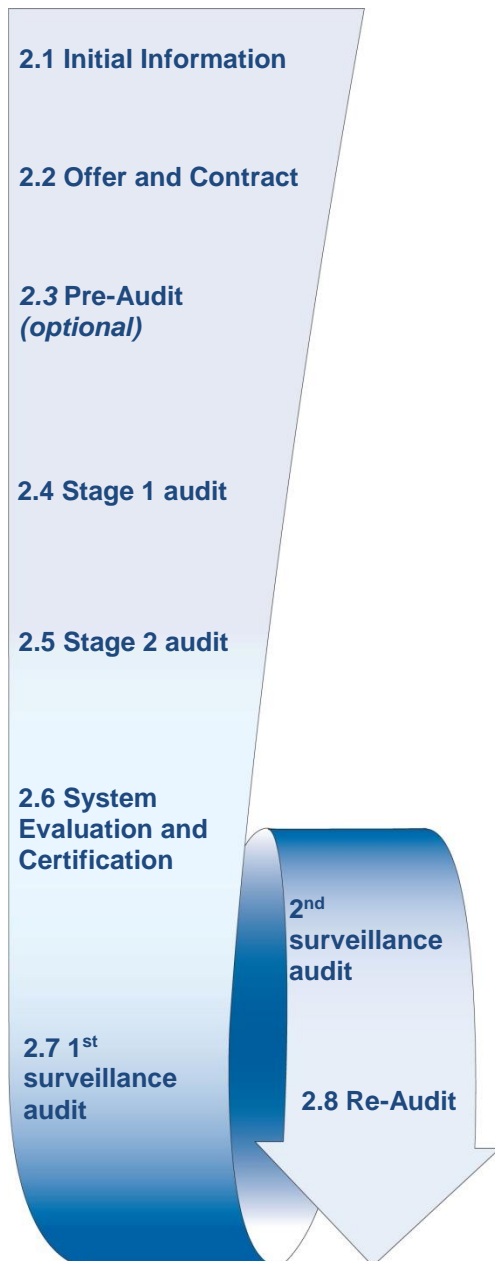 2.1 Initial Information
2.2 Offer and Contract
2.3 Pre-Audit
(optional)
2.4 Stage 1 audit
2.5 Stage 2 audit
2.6 System
Evaluation and
Certification
2.7 1st
surveillance
audit
2nd
surveillance
audit
2.8 Re-Audit